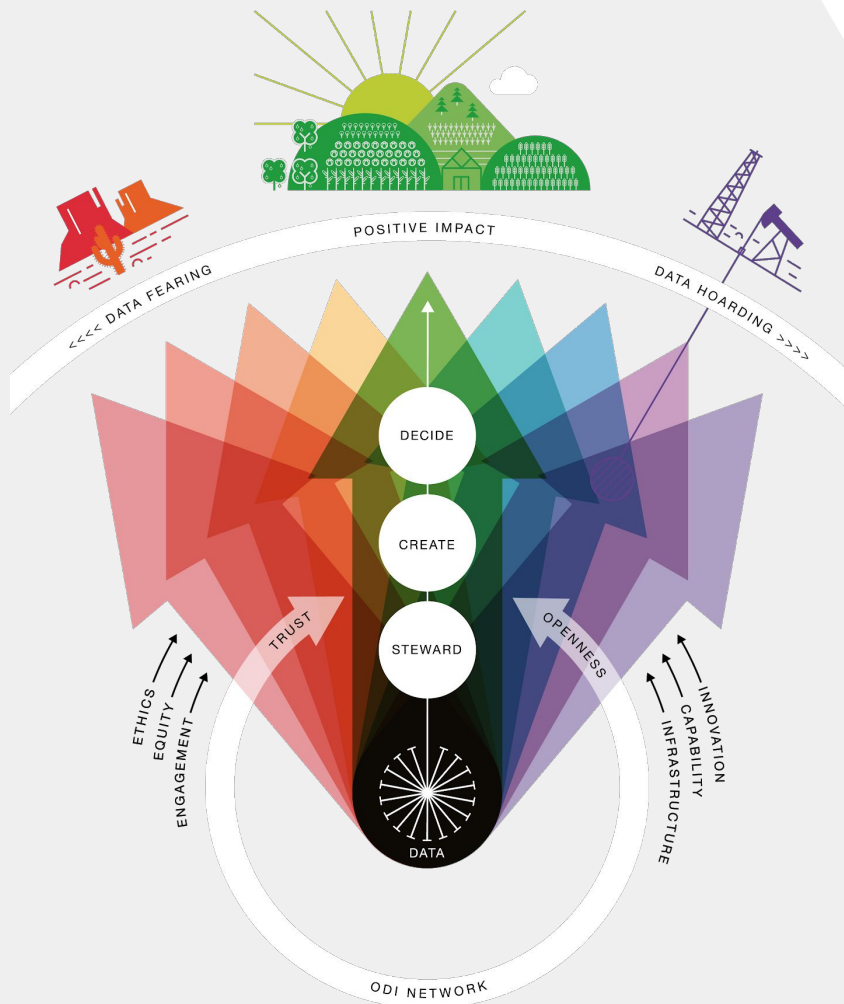 POSITIVE IMPACT
<<<< DATA FEARING
DATA HOARDING >>>>
DECIDE
CREATE
STEWARD
TRUST
OPENNESS
ETHICS
EQUITY
ENGAGEMENT
INNOVATION
CAPABILITY
INFRASTRUCTURE
DATA
ODI NETWORK